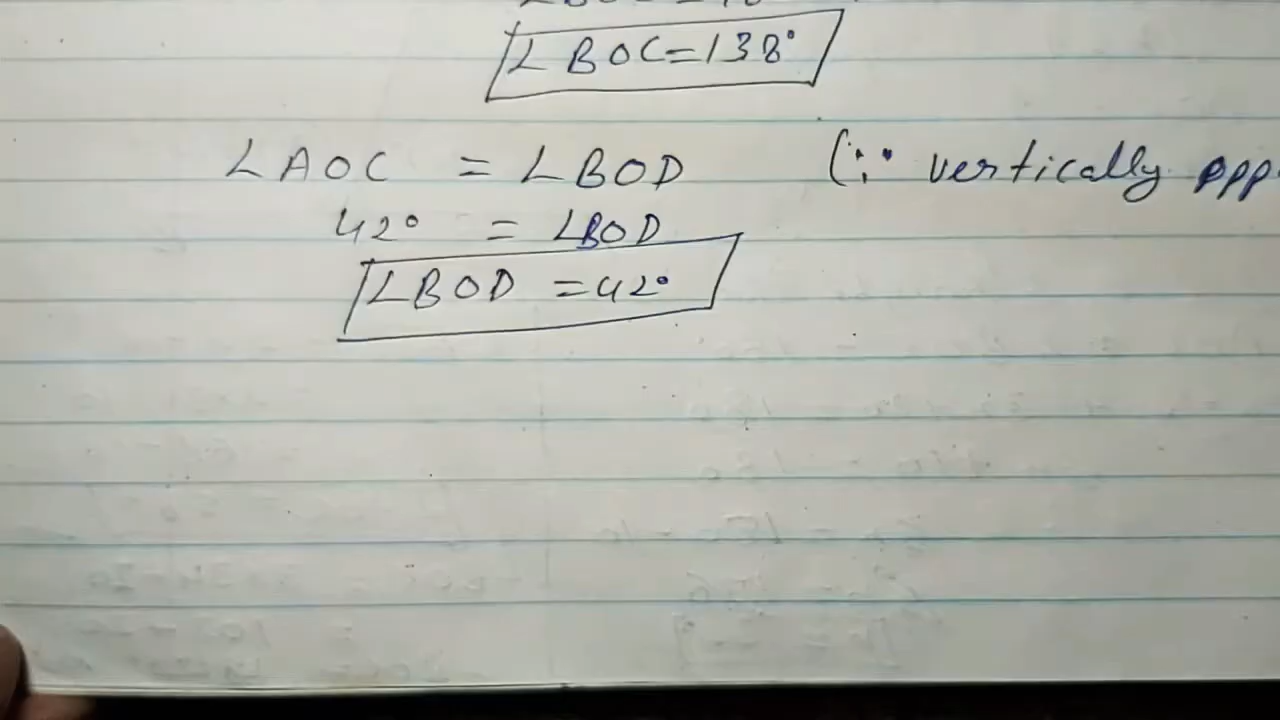 ∠BOC=138°
∠AOC = ∠BOD (∵ vertically opp.
42° = ∠BOD
∠BOD = 42°